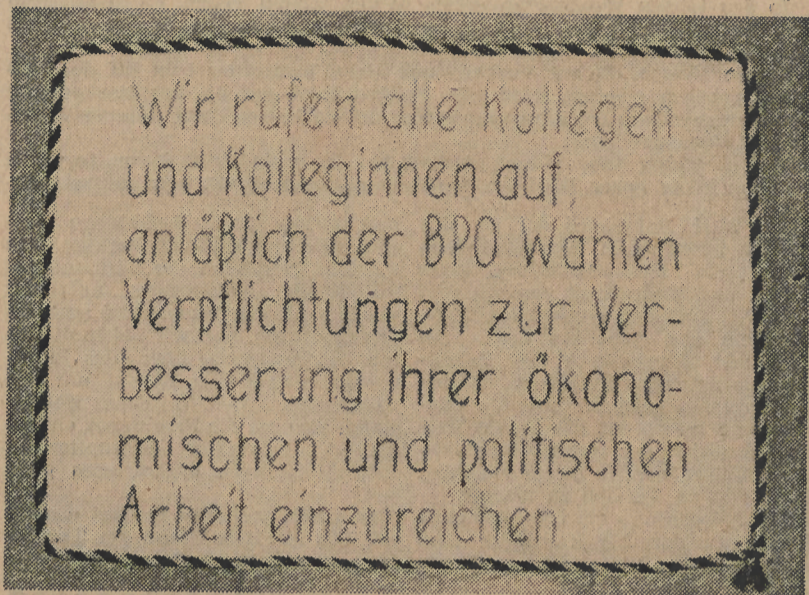 Wir rufen alle Kollegen
und Kolleginnen auf,
anläßlich der BPO Wahlen
Verpflichtungen zur Ver-
besserung ihrer ökono-
mischen und politischen
Arbeit einzureichen